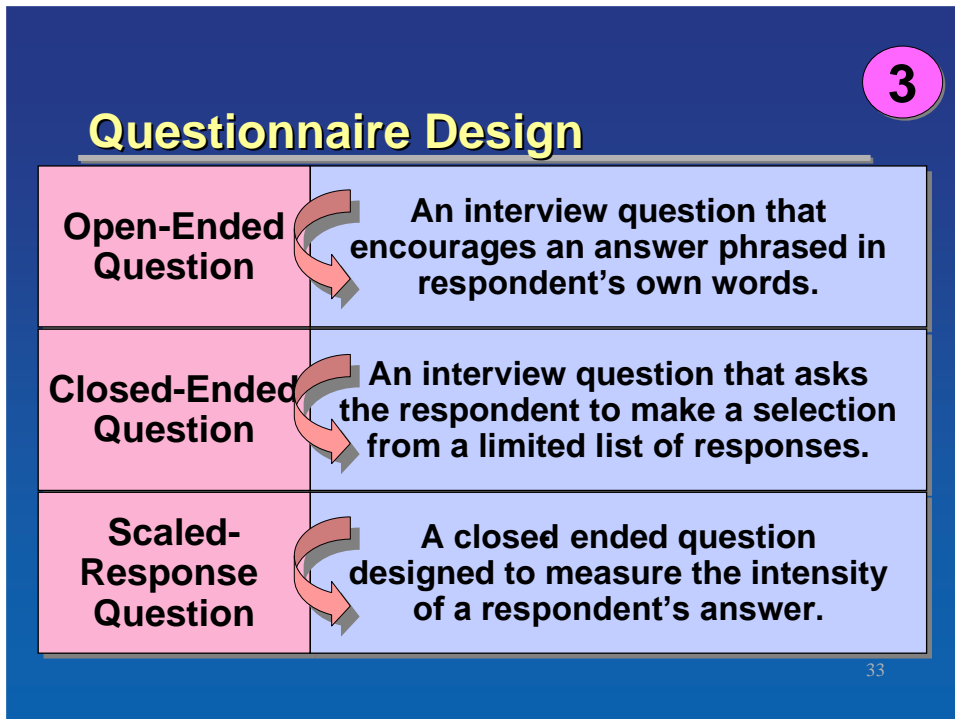 3
Questionnaire Design
Open-Ended
Question
An interview question that
encourages an answer phrased in
respondent’s own words.
Closed-Ended
Question
An interview question that asks
the respondent to make a selection
from a limited list of responses.
Scaled-
Response
Question
A closed- ended question
designed to measure the intensity
of a respondent’s answer.
33